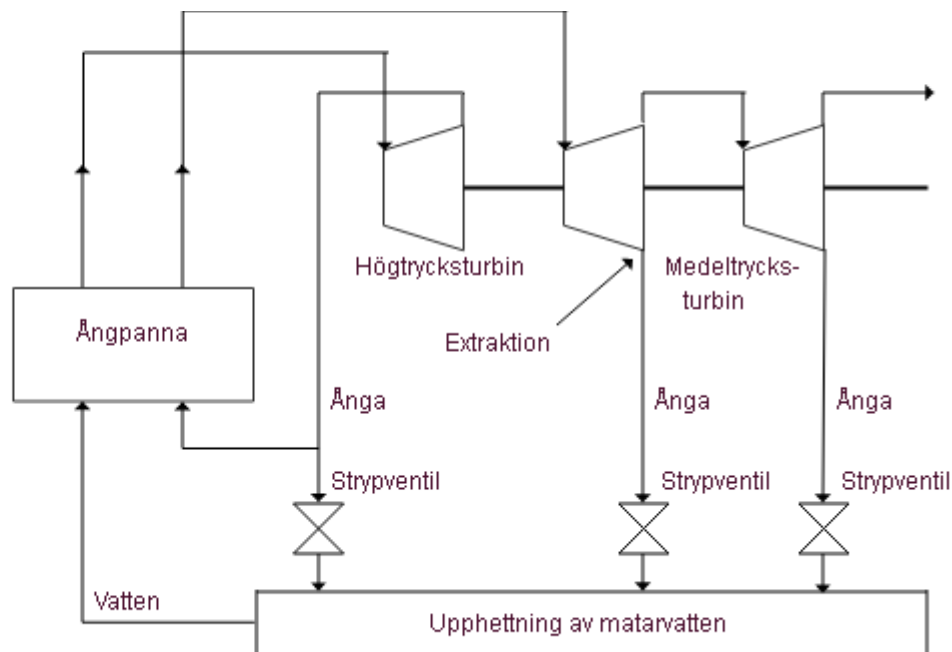 Högtrycksturbin
Medeltrycks-
turbin
Ångpanna
Extraktion
Ånga
Ånga
Ånga
Strypventil
Strypventil
Strypventil
Vatten
Upphettning av matarvatten